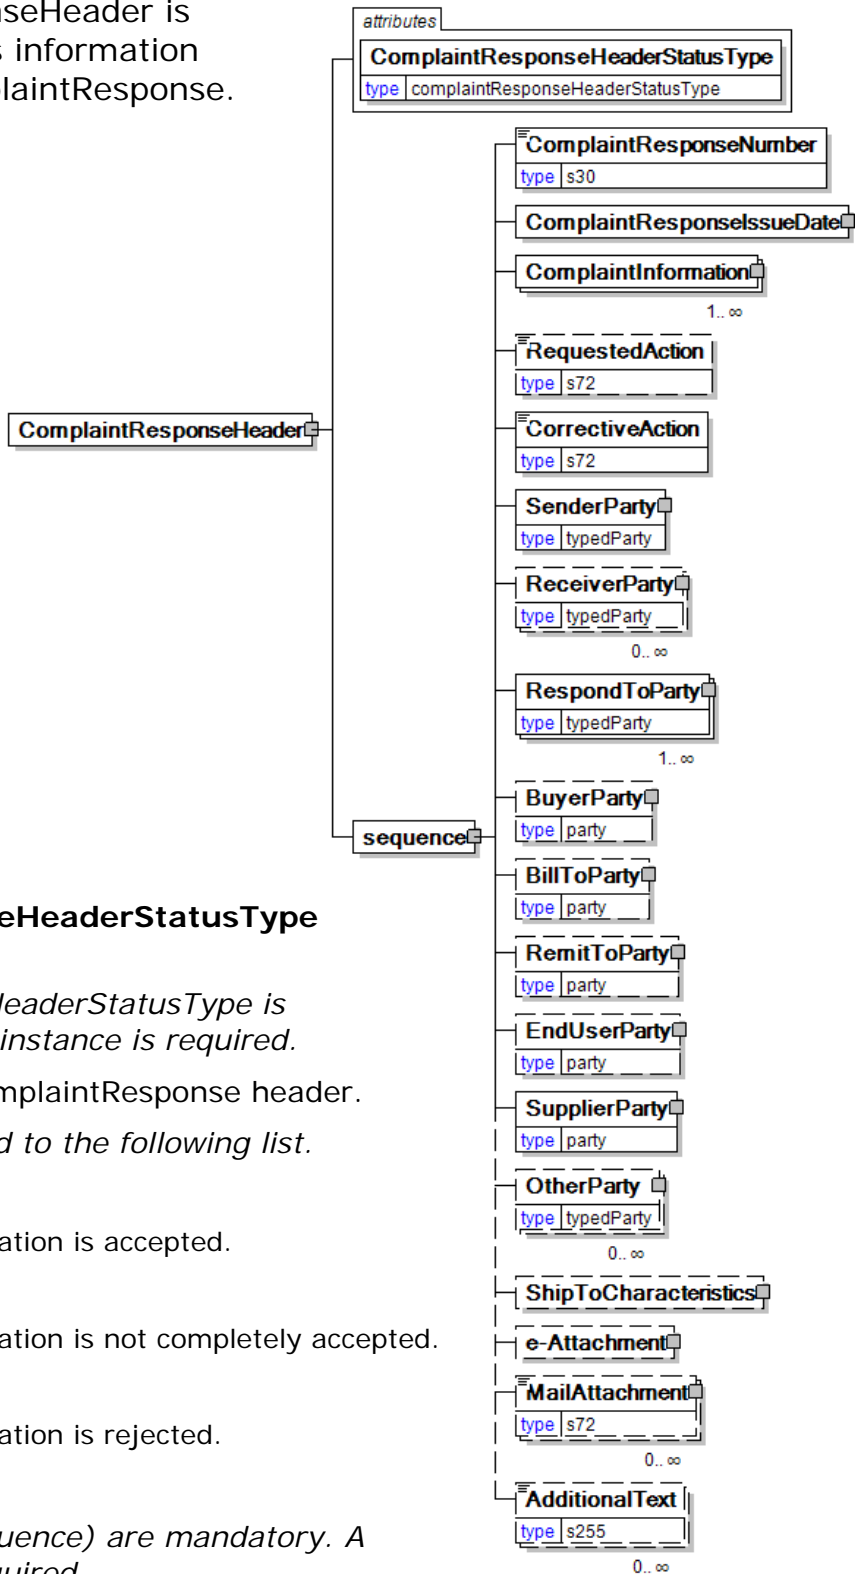 nseHeader is
s information
laintResponse.
attributes
ComplaintResponseHeaderStatusType
type complaintResponseHeaderStatusType
ComplaintResponseNumber
type s30
ComplaintResponseIssueDate
ComplaintInformation
1..∞
RequestedAction
type s72
ComplaintResponseHeader
CorrectiveAction
type s72
SenderParty
type typedParty
ReceiverParty
type typedParty
0..∞
RespondToParty
type typedParty
1..∞
BuyerParty
type party
sequence
BillToParty
type party
eHeaderStatusType
RemitToParty
type party
HeaderStatusType is
instance is required.
EndUserParty
type party
mplaintResponse header.
SupplierParty
type party
d to the following list.
OtherParty
type typedParty
0..∞
ation is accepted.
ShipToCharacteristics
e-Attachment
ation is not completely accepted.
MailAttachment
type s72
0..∞
ation is rejected.
AdditionalText
type s255
0..∞
uence) are mandatory. A
quired